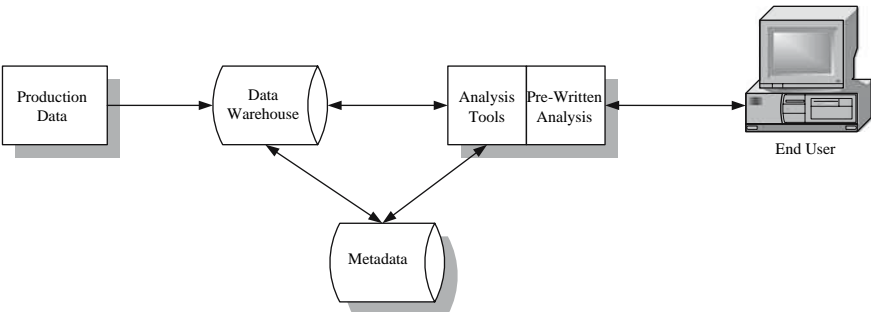 Production
Data
Data
Warehouse
Analysis
Tools
Pre-Written
Analysis
End User
Metadata